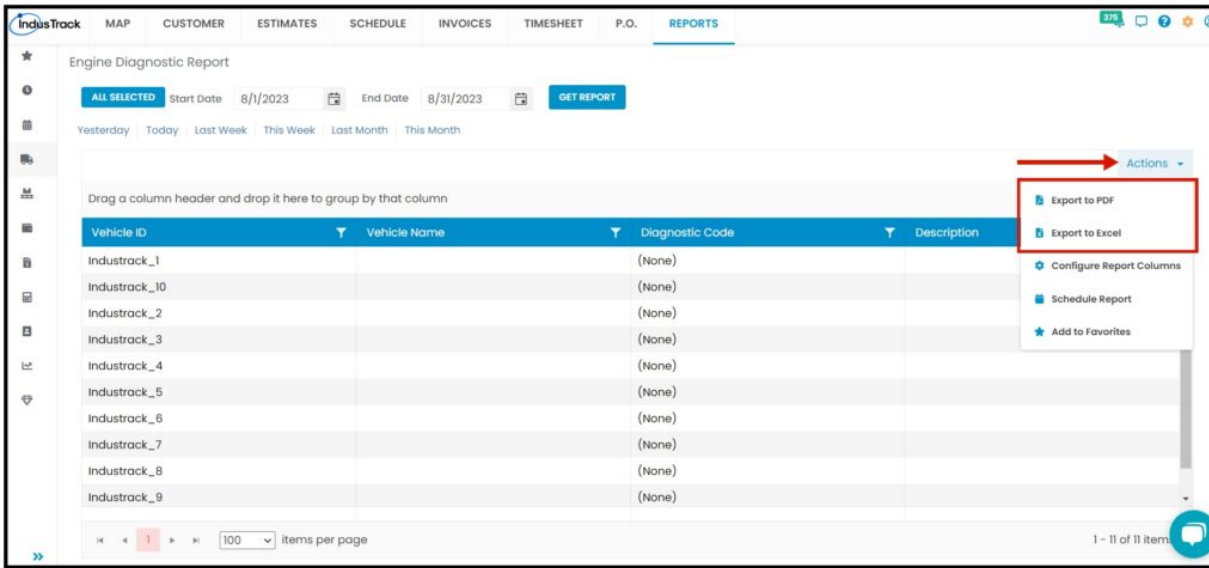 IndusTrack MAP CUSTOMER ESTIMATES SCHEDULE INVOICES TIMESHEET P.O. REPORTS 376
Engine Diagnostic Report
ALL SELECTED Start Date 8/1/2023 End Date 8/31/2023 GET REPORT
Yesterday Today Last Week This Week Last Month This Month
Actions
Drag a column header and drop it here to group by that column
Export to PDF
Vehicle ID Vehicle Name Diagnostic Code Description
Export to Excel
Industrack_1 (None)
Configure Report Columns
Industrack_10 (None)
Industrack_2 (None)
Schedule Report
Industrack_3 (None)
Add to Favorites
Industrack_4 (None)
Industrack_5 (None)
Industrack_6 (None)
Industrack_7 (None)
Industrack_8 (None)
Industrack_9 (None)
1 100 items per page 1 - 11 of 11 item